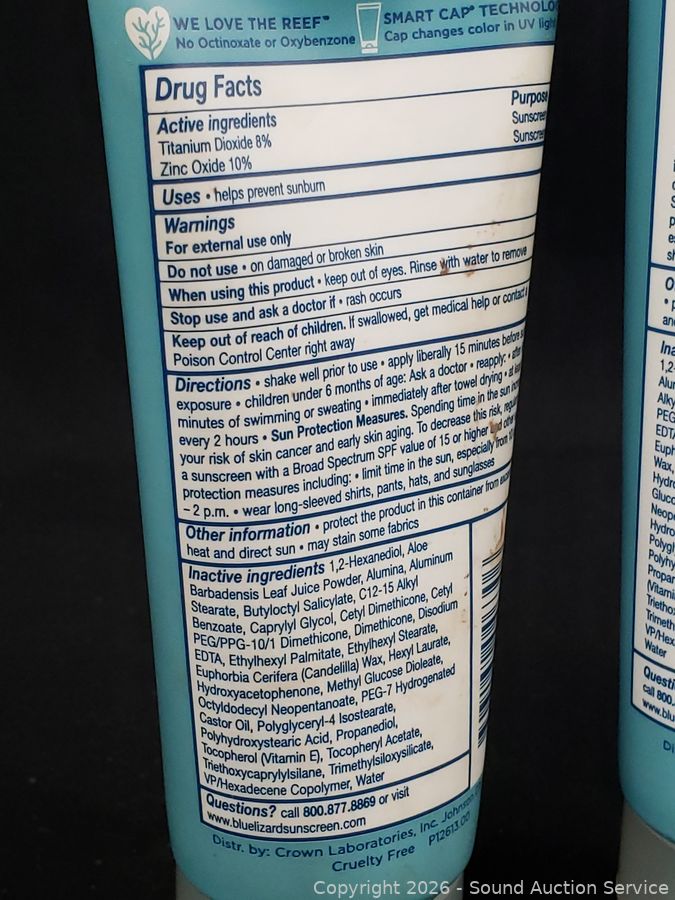 WE LOVE THE REEF™
No Octinoxate or Oxybenzone
SMART CAP® TECHNOLO
Cap changes color in UV ligh
Drug Facts
Active ingredients
Purpose
Titanium Dioxide 8%
Sunscree
Zinc Oxide 10%
Sunscree
Uses • helps prevent sunburn
Warnings
For external use only
Do not use • on damaged or broken skin
When using this product • keep out of eyes. Rinse with water to remove
Stop use and ask a doctor if • rash occurs
Keep out of reach of children. If swallowed, get medical help or contact a
Poison Control Center right away
Directions • shake well prior to use • apply liberally 15 minutes before
exposure • children under 6 months of age: Ask a doctor • reapply: •
minutes of swimming or sweating • immediately after towel drying •
every 2 hours • Sun Protection Measures. Spending time in the sun
your risk of skin cancer and early skin aging. To decrease this risk,
a sunscreen with a Broad Spectrum SPF value of 15 or higher and other
protection measures including: • limit time in the sun, especially from
– 2 p.m. • wear long-sleeved shirts, pants, hats, and sunglasses
Other information • protect the product in this container from
heat and direct sun • may stain some fabrics
Inactive ingredients 1,2-Hexanediol, Aloe
Barbadensis Leaf Juice Powder, Alumina, Aluminum
Stearate, Butyloctyl Salicylate, C12-15 Alkyl
Benzoate, Caprylyl Glycol, Cetyl Dimethicone, Cetyl
PEG/PPG-10/1 Dimethicone, Dimethicone, Disodium
EDTA, Ethylhexyl Palmitate, Ethylhexyl Stearate,
Euphorbia Cerifera (Candelilla) Wax, Hexyl Laurate,
Hydroxyacetophenone, Methyl Glucose Dioleate,
Octyldodecyl Neopentanoate, PEG-7 Hydrogenated
Castor Oil, Polyglyceryl-4 Isostearate,
Polyhydroxystearic Acid, Propanediol,
Tocopherol (Vitamin E), Tocopheryl Acetate,
Triethoxycaprylylsilane, Trimethylsiloxysilicate,
VP/Hexadecene Copolymer, Water
Questions? call 800.877.8869 or visit
www.bluelizardsunscreen.com
Distr. by: Crown Laboratories, Inc. Johnson
Cruelty Free P12613.00
Copyright 2026 - Sound Auction Service